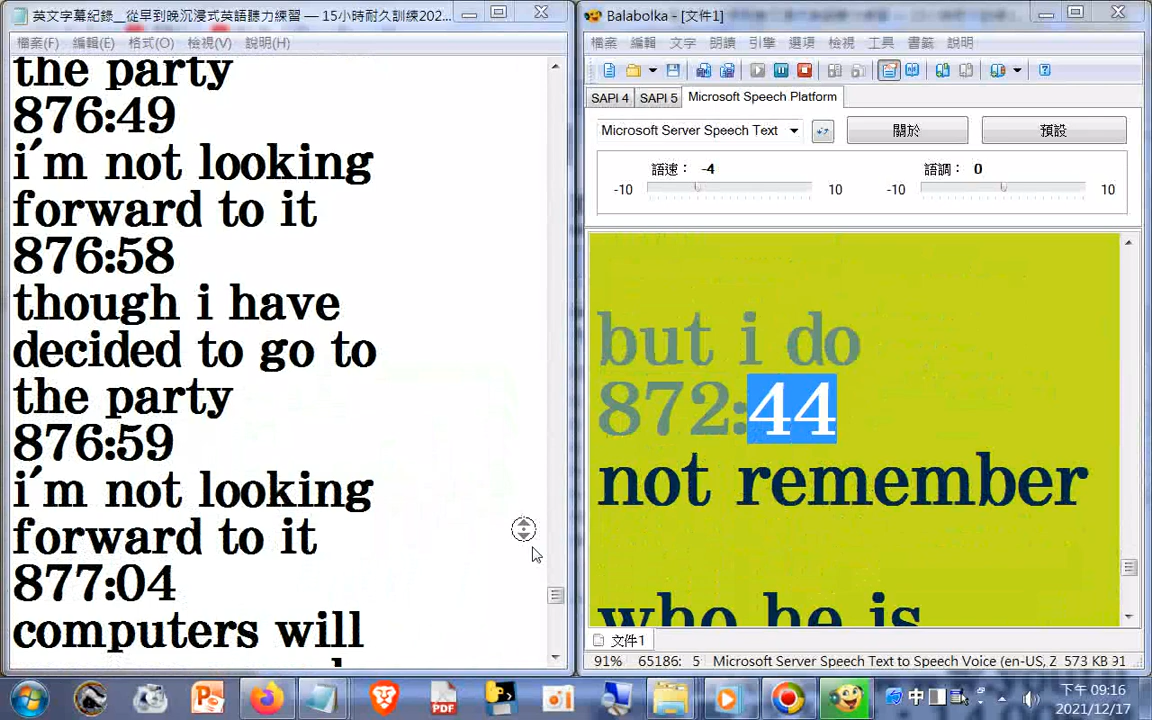 英文字幕紀錄__從早到晚沉浸式英語聽力練習 — 15小時耐久訓練202...
檔案(F) 編輯(E) 格式(O) 檢視(V) 說明(H)
the party
876:49
i´m not looking
forward to it
876:58
though i have
decided to go to
the party
876:59
i´m not looking
forward to it
877:04
computers will
Balabolka - [文件1]
檔案 編輯 文字 朗讀 引擎 選項 檢視 工具 書籤 說明
SAPI 4 SAPI 5 Microsoft Speech Platform
Microsoft Server Speech Text 關於 預設
語速： -4 語調： 0
-10 10 -10 10
but i do
872:44
not remember
who he is
文件1
91% 65186: 5 Microsoft Server Speech Text to Speech Voice (en-US, Z 573 KB
PDF
中
下午 09:16
2021/12/17